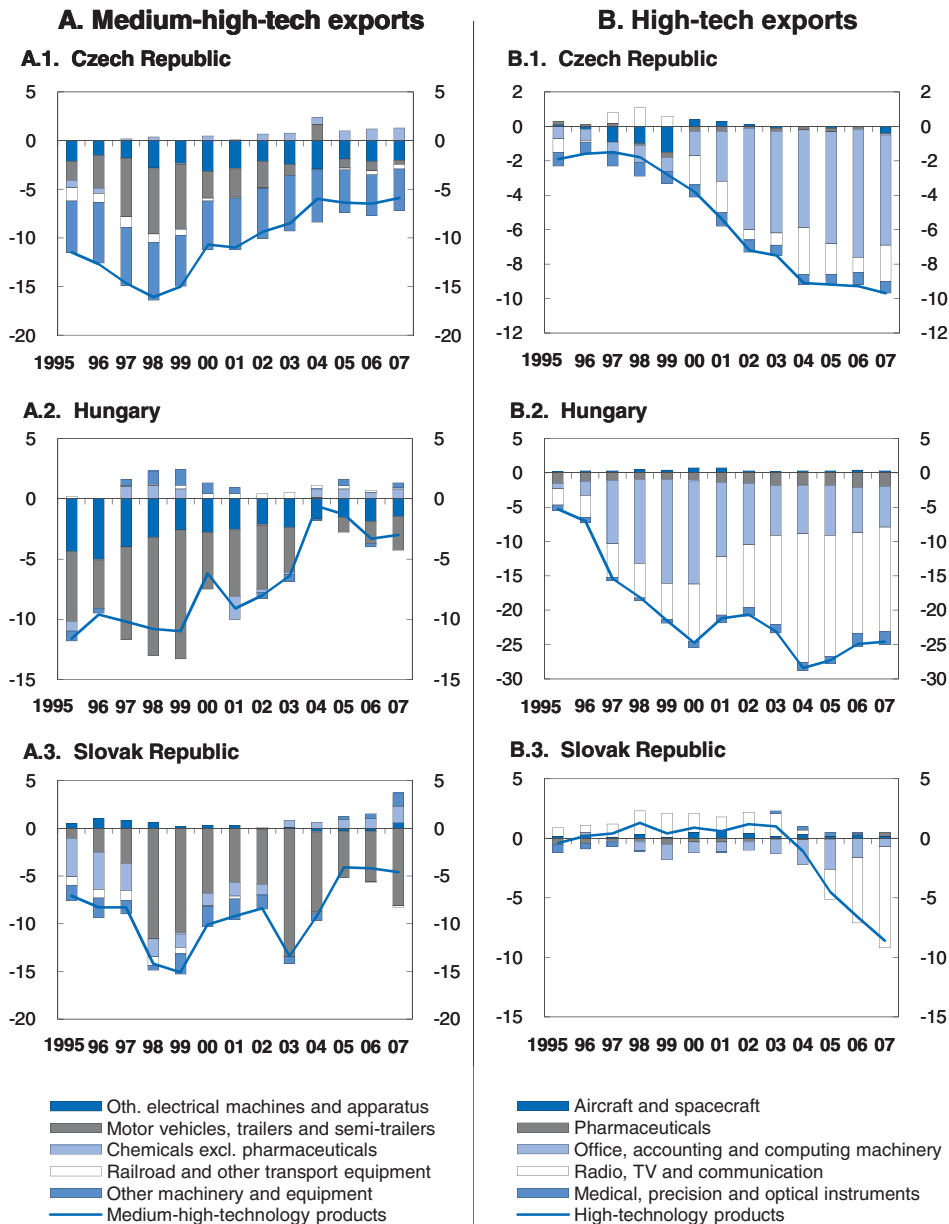 A. Medium-high-tech exports
A.1. Czech Republic
5 5
0 0
-5 -5
-10 -10
-15 -15
-20 -20
1995 96 97 98 99 00 01 02 03 04 05 06 07
A.2. Hungary
5 5
0 0
-5 -5
-10 -10
-15 -15
1995 96 97 98 99 00 01 02 03 04 05 06 07
A.3. Slovak Republic
5 5
0 0
-5 -5
-10 -10
-15 -15
-20 -20
1995 96 97 98 99 00 01 02 03 04 05 06 07
Oth. electrical machines and apparatus
Motor vehicles, trailers and semi-trailers
Chemicals excl. pharmaceuticals
Railroad and other transport equipment
Other machinery and equipment
Medium-high-technology products
B. High-tech exports
B.1. Czech Republic
2 2
0 0
-2 -2
-4 -4
-6 -6
-8 -8
-10 -10
-12 -12
1995 96 97 98 99 00 01 02 03 04 05 06 07
B.2. Hungary
5 5
0 0
-5 -5
-10 -10
-15 -15
-20 -20
-25 -25
-30 -30
1995 96 97 98 99 00 01 02 03 04 05 06 07
B.3. Slovak Republic
5 5
0 0
-5 -5
-10 -10
-15 -15
1995 96 97 98 99 00 01 02 03 04 05 06 07
Aircraft and spacecraft
Pharmaceuticals
Office, accounting and computing machinery
Radio, TV and communication
Medical, precision and optical instruments
High-technology products